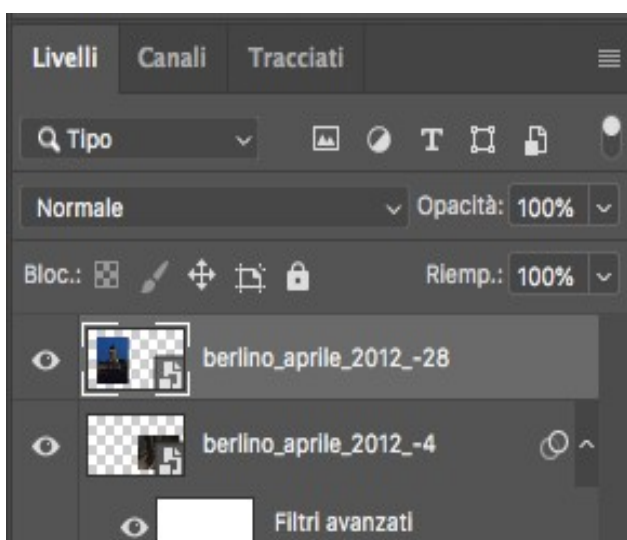 Livelli Canali Tracciati
Tipo T
Normale Opacità: 100%
Bloc.: Riemp.: 100%
berlino_aprile_2012_-28
berlino_aprile_2012_-4
Filtri avanzati